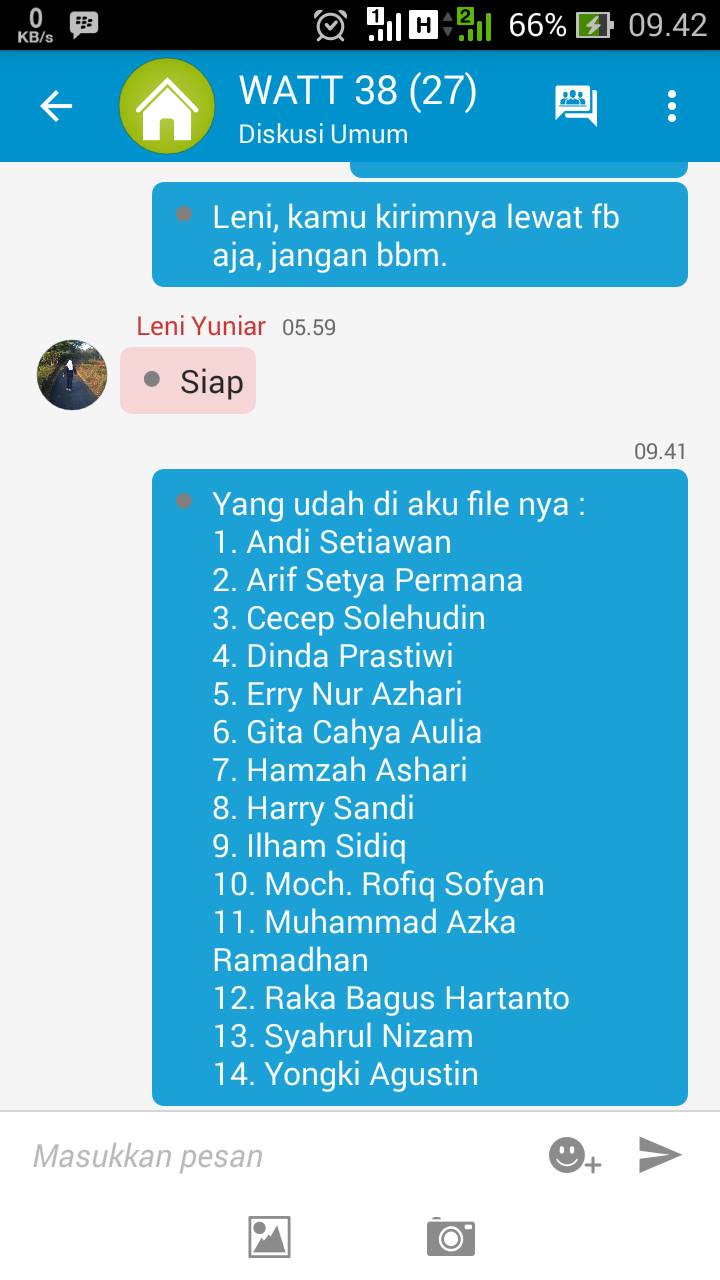 0
KB/s
1
H
2
66%
09.42
WATT 38 (27)
Diskusi Umum
Leni, kamu kirimnya lewat fb
aja, jangan bbm.
Leni Yuniar 05.59
Siap
09.41
Yang udah di aku file nya :
1. Andi Setiawan
2. Arif Setya Permana
3. Cecep Solehudin
4. Dinda Prastiwi
5. Erry Nur Azhari
6. Gita Cahya Aulia
7. Hamzah Ashari
8. Harry Sandi
9. Ilham Sidiq
10. Moch. Rofiq Sofyan
11. Muhammad Azka
Ramadhan
12. Raka Bagus Hartanto
13. Syahrul Nizam
14. Yongki Agustin
Masukkan pesan